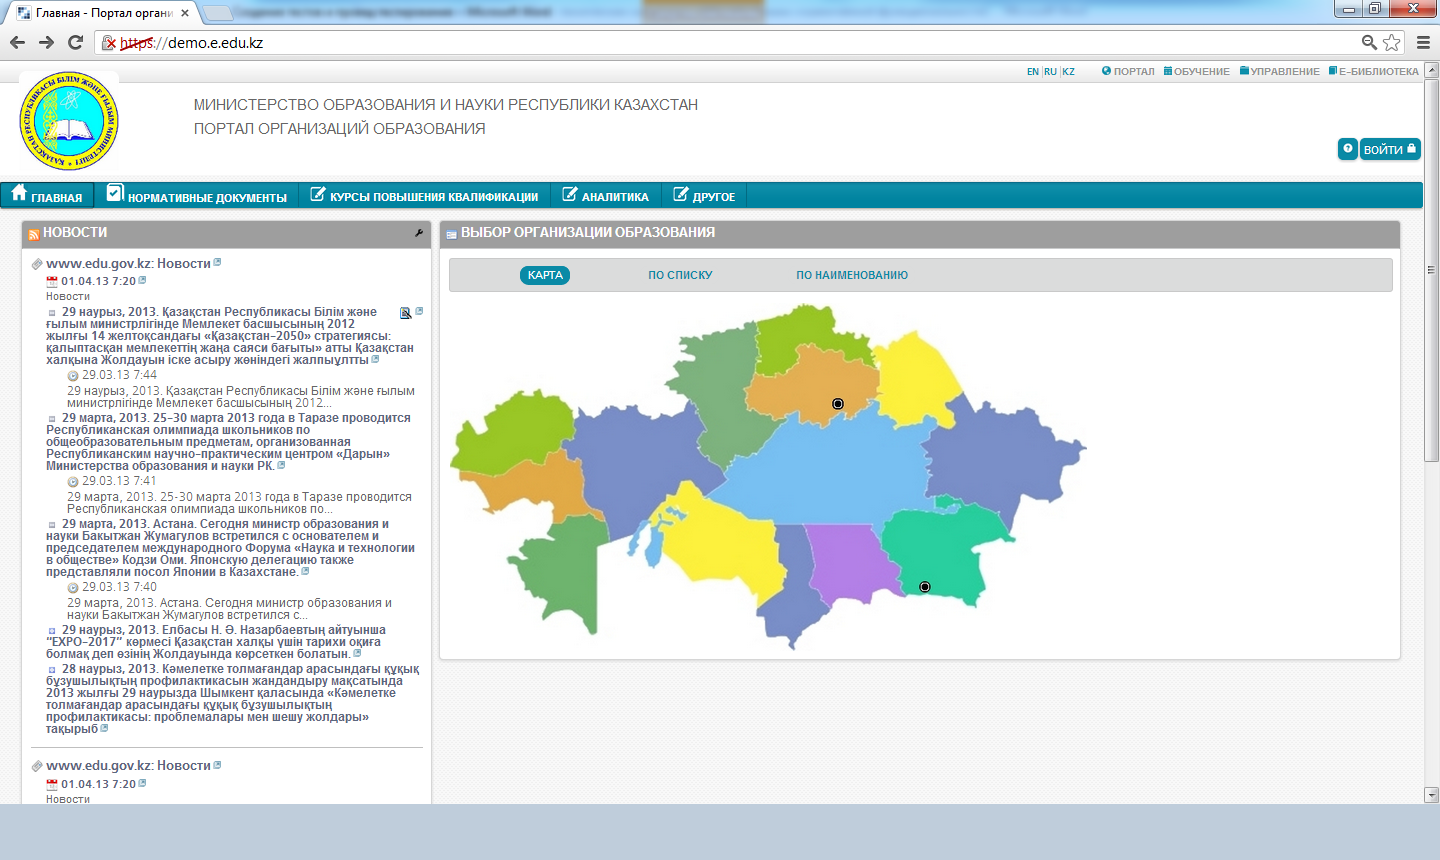 Главная - Портал органи
https://demo.e.edu.kz
EN RU KZ ПОРТАЛ ОБУЧЕНИЕ УПРАВЛЕНИЕ Е-БИБЛИОТЕКА
МИНИСТЕРСТВО ОБРАЗОВАНИЯ И НАУКИ РЕСПУБЛИКИ КАЗАХСТАН
ПОРТАЛ ОРГАНИЗАЦИЙ ОБРАЗОВАНИЯ
ВОЙТИ
ГЛАВНАЯ НОРМАТИВНЫЕ ДОКУМЕНТЫ КУРСЫ ПОВЫШЕНИЯ КВАЛИФИКАЦИИ АНАЛИТИКА ДРУГОЕ
НОВОСТИ
www.edu.gov.kz: Новости
01.04.13 7:20
Новости
29 наурыз, 2013. Қазақстан Республикасы Білім және
ғылым министрлігінде Мемлекет басшысының 2012
жылғы 14 желтоқсандағы «Қазақстан-2050» стратегиясы:
қалыптасқан мемлекеттің жаңа саяси бағыты» атты Қазақстан
халқына Жолдауын іске асыру жөніндегі жалпыұлтты
29.03.13 7:44
29 наурыз, 2013. Қазақстан Республикасы Білім және ғылым
министрлігінде Мемлекет басшысының 2012...
29 марта, 2013. 25-30 марта 2013 года в Таразе проводится
Республиканская олимпиада школьников по
общеобразовательным предметам, организованная
Республиканским научно-практическим центром «Дарын»
Министерства образования и науки РК.
29.03.13 7:41
29 марта, 2013. 25-30 марта 2013 года в Таразе проводится
Республиканская олимпиада школьников по...
29 марта, 2013. Астана. Сегодня министр образования и
науки Бакытжан Жумагулов встретился с основателем и
председателем международного Форума «Наука и технологии
в обществе» Кодзи Оми. Японскую делегацию также
представляли посол Японии в Казахстане.
29.03.13 7:40
29 марта, 2013. Астана. Сегодня министр образования и
науки Бакытжан Жумагулов встретился с...
29 наурыз, 2013. Елбасы Н. Ә. Назарбаевтың айтуынша
“EXPO-2017” көрмесі Қазақстан халқы үшін тарихи оқиға
болмақ деп өзінің Жолдауында көрсеткен болатын.
28 наурыз, 2013. Кәмелетке толмағандар арасындағы құқық
бұзушылықтың профилактикасын жандандыру мақсатында
2013 жылғы 29 наурызда Шымкент қаласында «Кәмелетке
толмағандар арасындағы құқық бұзушылықтың
профилактикасы: проблемалары мен шешу жолдары»
тақырыб
www.edu.gov.kz: Новости
01.04.13 7:20
Новости
ВЫБОР ОРГАНИЗАЦИИ ОБРАЗОВАНИЯ
КАРТА ПО СПИСКУ ПО НАИМЕНОВАНИЮ